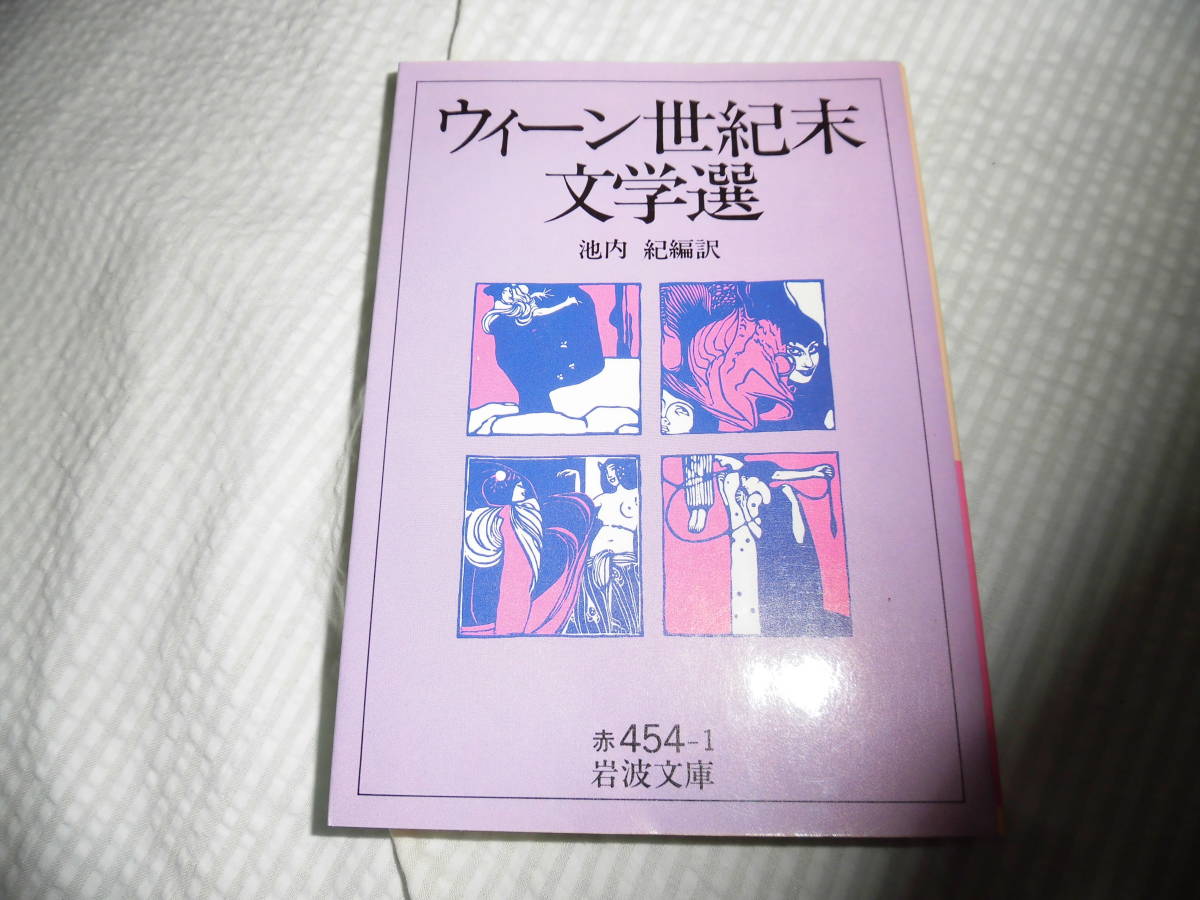 ウィーン世紀末
文学選
池内 紀編訳
赤454-1
岩波文庫